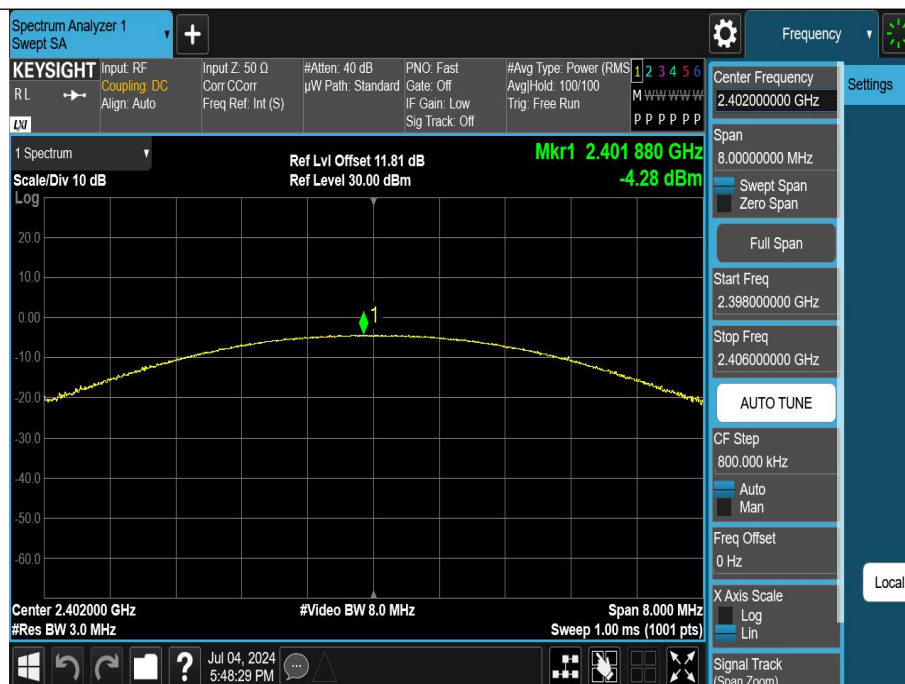 Spectrum Analyzer 1
Swept SA
Frequency
KEYSIGHT
RL
LXI
Input: RF
Coupling: DC
Align: Auto
Input Z: 50 Ω
Corr CCorr
Freq Ref: Int (S)
#Atten: 40 dB
µW Path: Standard
PNO: Fast
Gate: Off
IF Gain: Low
Sig Track: Off
#Avg Type: Power (RMS
Avg|Hold: 100/100
Trig: Free Run
1 2 3 4 5 6
M W W W W W
P P P P P P
1 Spectrum
Scale/Div 10 dB
Log
Ref Lvl Offset 11.81 dB
Ref Level 30.00 dBm
Mkr1 2.401 880 GHz
-4.28 dBm
20.0
10.0
0.00
-10.0
-20.0
-30.0
-40.0
-50.0
-60.0
1
Center 2.402000 GHz
#Res BW 3.0 MHz
#Video BW 8.0 MHz
Span 8.000 MHz
Sweep 1.00 ms (1001 pts)
Jul 04, 2024
5:48:29 PM
?
Center Frequency
2.402000000 GHz
Span
8.00000000 MHz
Swept Span
Zero Span
Full Span
Start Freq
2.398000000 GHz
Stop Freq
2.406000000 GHz
AUTO TUNE
CF Step
800.000 kHz
Auto
Man
Freq Offset
0 Hz
X Axis Scale
Log
Lin
Signal Track
(Span Zoom)
Settings
Local